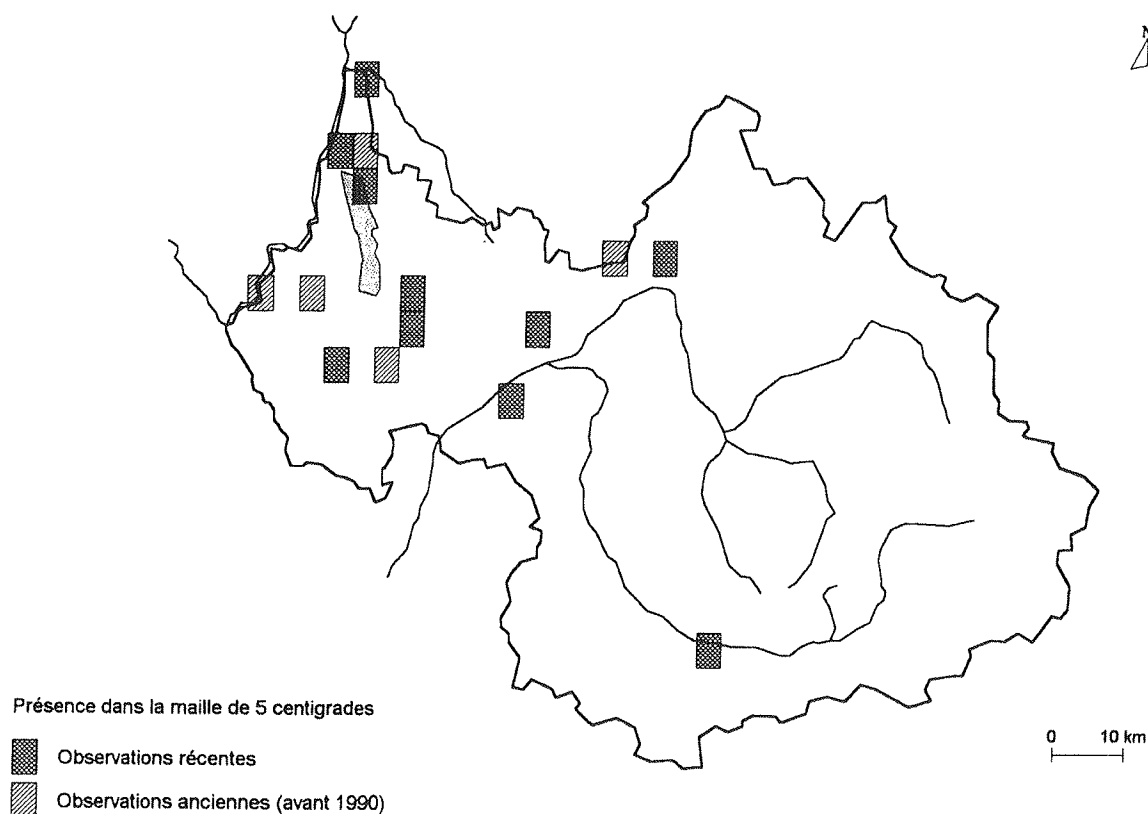 N
Présence dans la maille de 5 centigrades
Observations récentes
Observations anciennes (avant 1990)
0 10 km